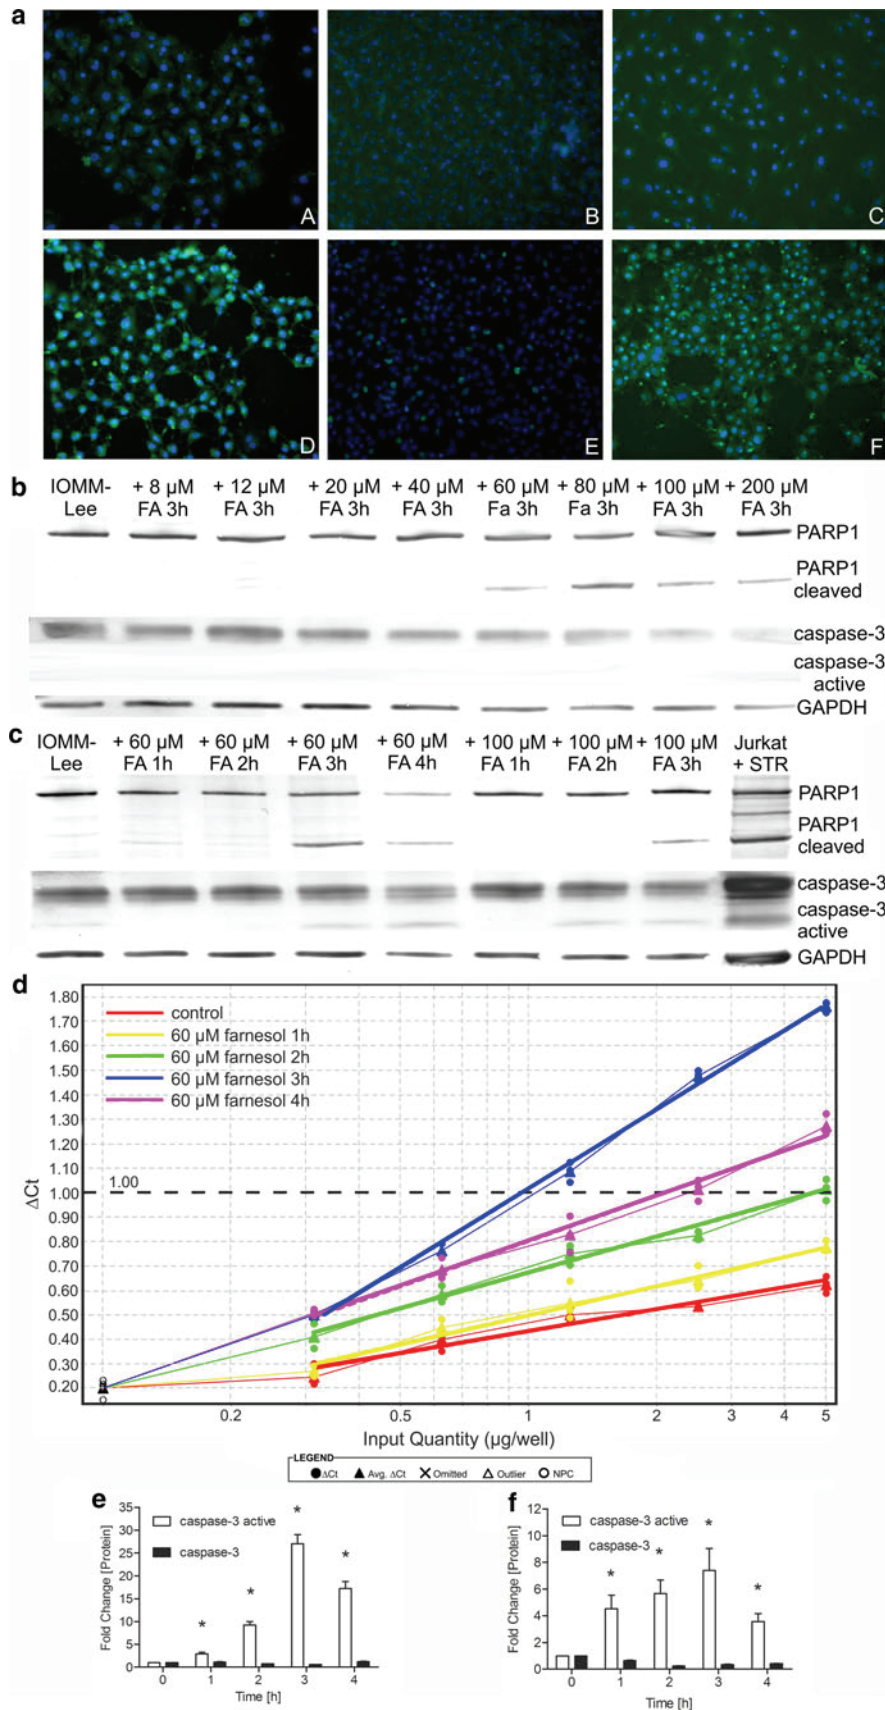 a
A
B
C
D
E
F
b
IOMM-Lee
+ 8 µM FA 3h
+ 12 µM FA 3h
+ 20 µM FA 3h
+ 40 µM FA 3h
+ 60 µM Fa 3h
+ 80 µM Fa 3h
+ 100 µM FA 3h
+ 200 µM FA 3h
PARP1
PARP1 cleaved
caspase-3
caspase-3 active
GAPDH
c
IOMM-Lee
+ 60 µM FA 1h
+ 60 µM FA 2h
+ 60 µM FA 3h
+ 60 µM FA 4h
+ 100 µM FA 1h
+ 100 µM FA 2h
+ 100 µM FA 3h
Jurkat + STR
PARP1
PARP1 cleaved
caspase-3
caspase-3 active
GAPDH
d
1.80
1.70
1.60
1.50
1.40
1.30
1.20
1.10
1.00
0.90
0.80
0.70
0.60
0.50
0.40
0.30
0.20
ΔCt
control
60 µM farnesol 1h
60 µM farnesol 2h
60 µM farnesol 3h
60 µM farnesol 4h
1.00
0.2
0.5
1
2
3
4
5
Input Quantity (µg/well)
LEGEND
ΔCt
Avg. ΔCt
Omitted
Outlier
NPC
e
Fold Change [Protein]
35
30
25
20
15
10
5
0
caspase-3 active
caspase-3
*
*
*
*
0
1
2
3
4
Time [h]
f
Fold Change [Protein]
12
10
8
6
4
2
0
caspase-3 active
caspase-3
*
*
*
*
0
1
2
3
4
Time [h]